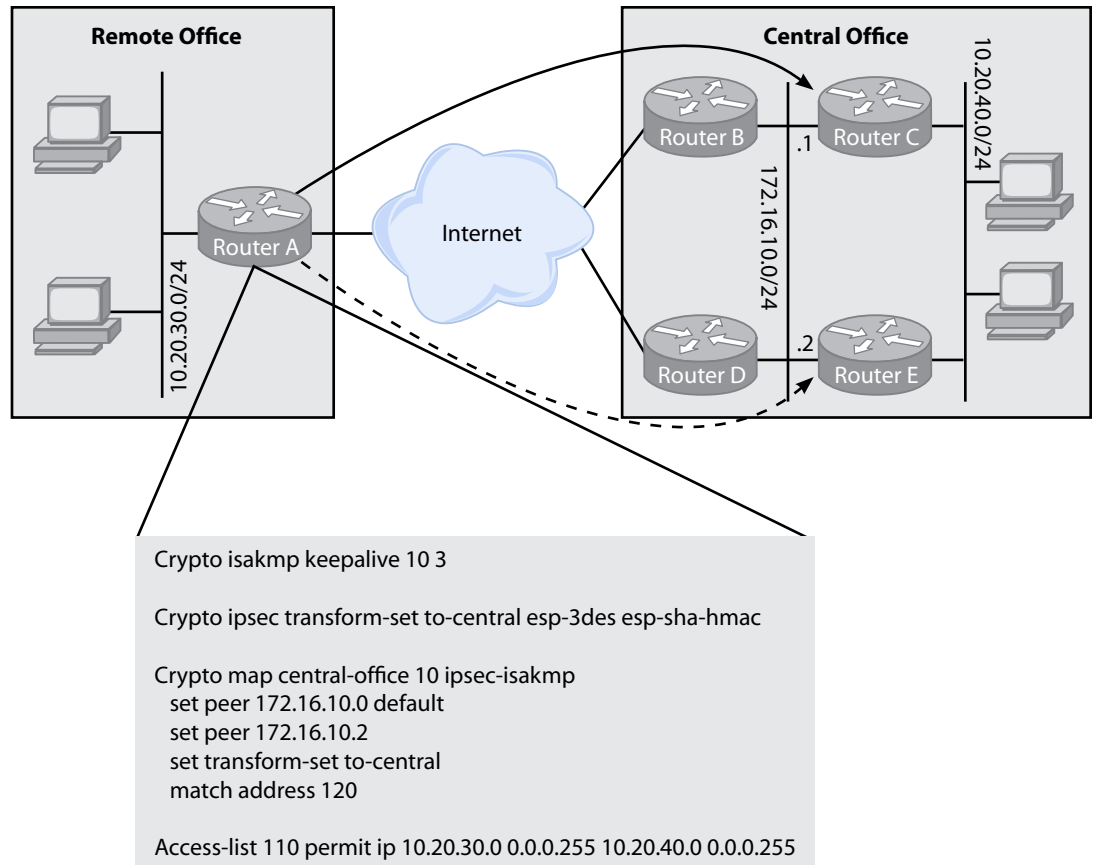 Remote Office
Central Office
Router A
10.20.30.0/24
Internet
Router B
Router C
.1
10.20.40.0/24
172.16.10.0/24
.2
Router D
Router E
Crypto isakmp keepalive 10 3
Crypto ipsec transform-set to-central esp-3des esp-sha-hmac
Crypto map central-office 10 ipsec-isakmp
set peer 172.16.10.0 default
set peer 172.16.10.2
set transform-set to-central
match address 120
Access-list 110 permit ip 10.20.30.0 0.0.0.255 10.20.40.0 0.0.0.255